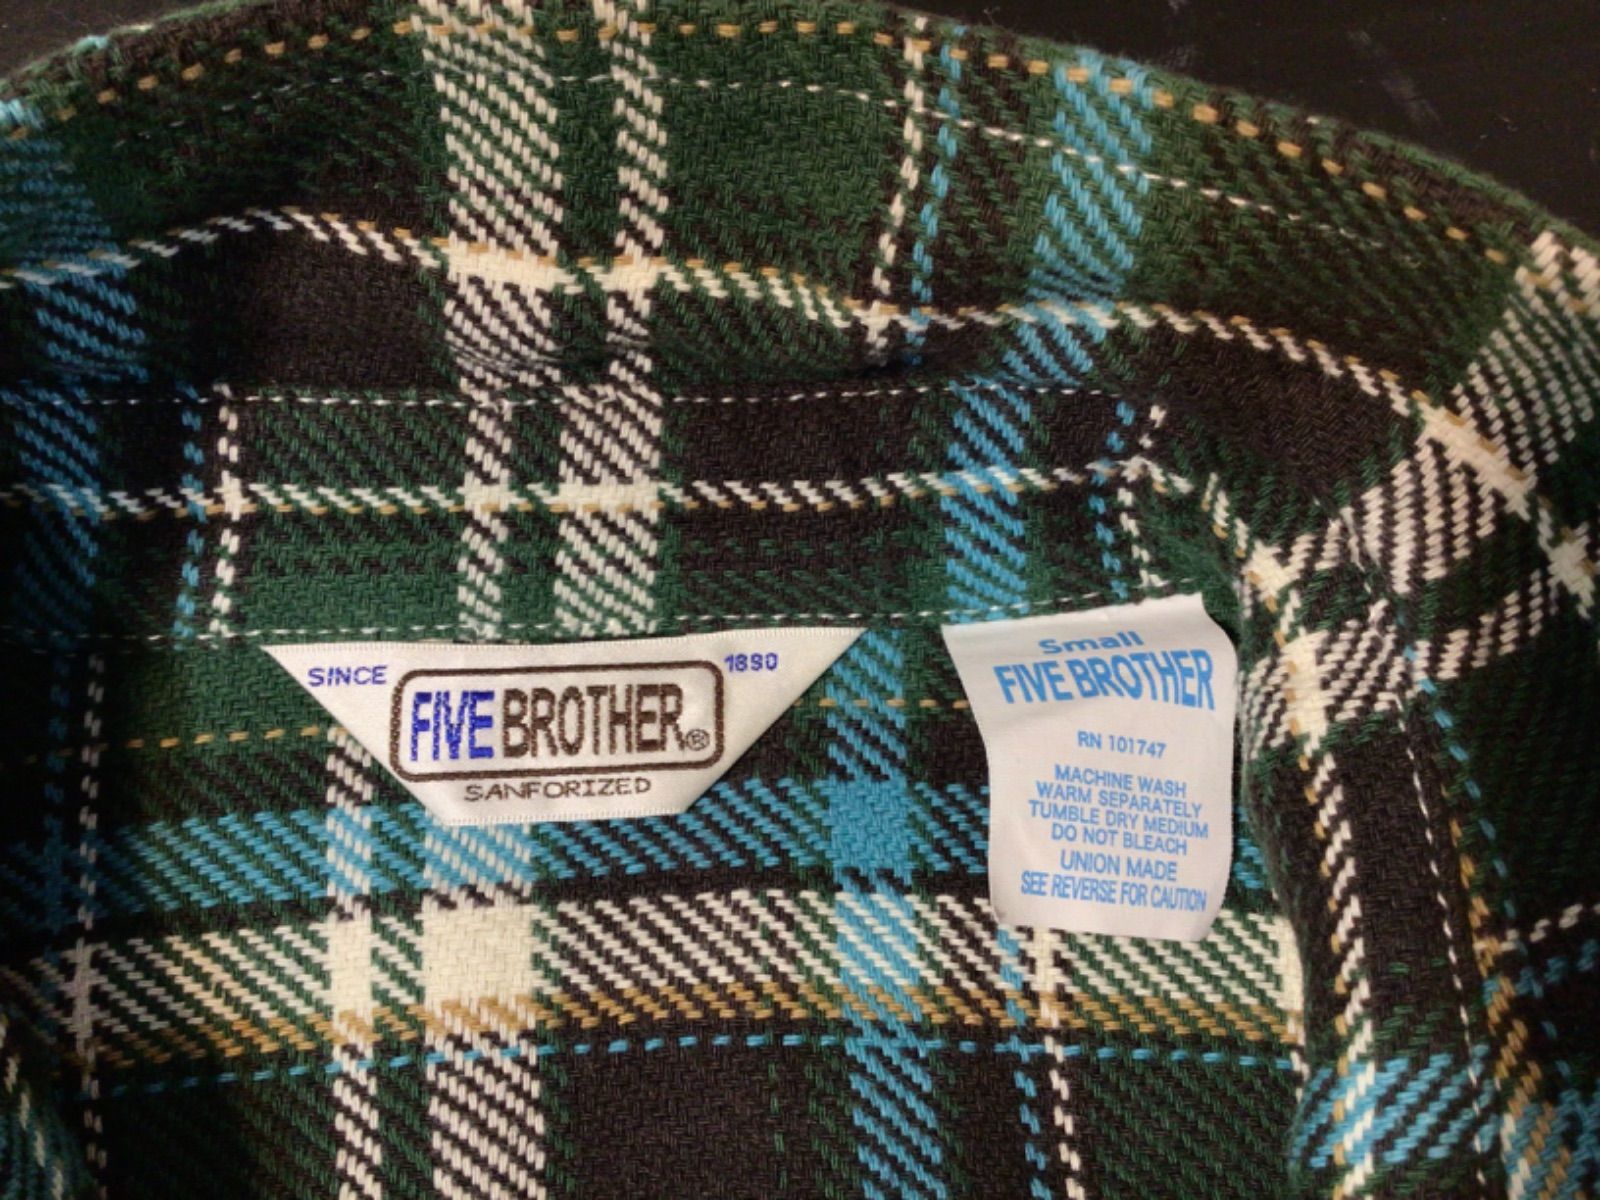 SINCE 1890
FIVE BROTHER®
SANFORIZED
Small
FIVE BROTHER
RN 101747
MACHINE WASH
WARM SEPARATELY
TUMBLE DRY MEDIUM
DO NOT BLEACH
UNION MADE
SEE REVERSE FOR CAUTION